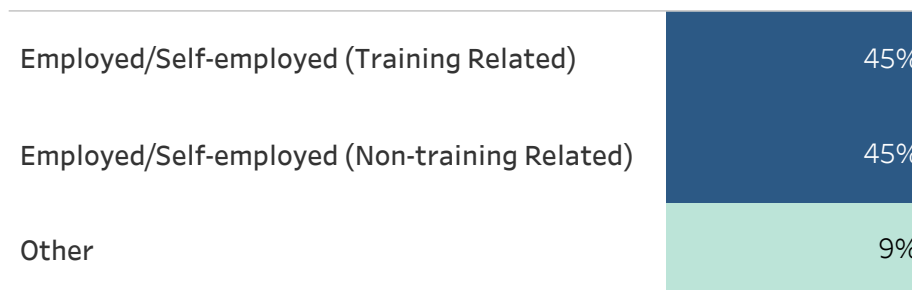 Employed/Self-employed (Training Related) 45%
Employed/Self-employed (Non-training Related) 45%
Other 9%